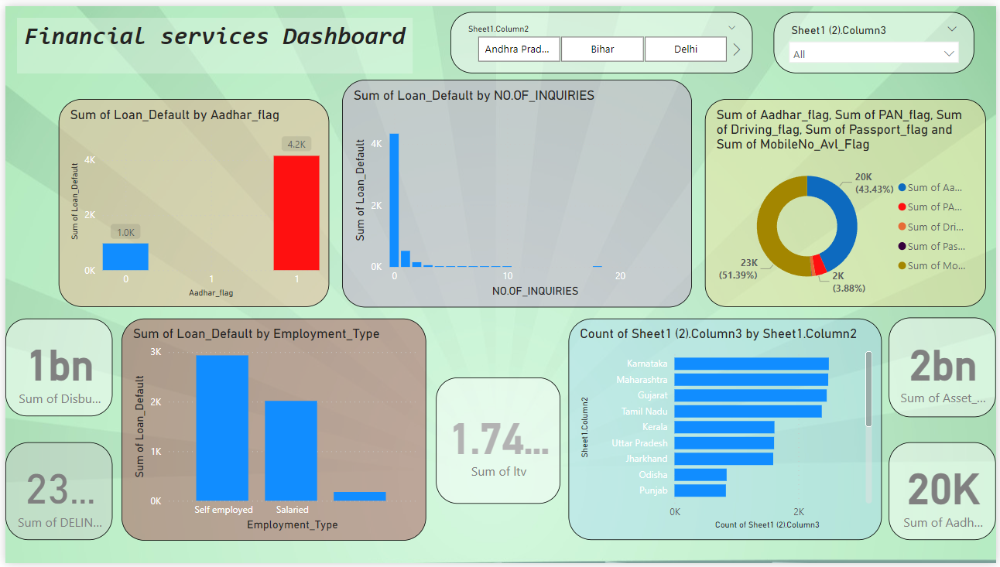 Financial services Dashboard
Sheet1.Column2
Andhra Prad...
Bihar
Delhi
Sheet1 (2).Column3
All
Sum of Loan_Default by Aadhar_flag
Sum of Loan_Default
4K
2K
0K
1.0K
4.2K
0
1
1
Aadhar_flag
Sum of Loan_Default by NO.OF_INQUIRIES
Sum of Loan_Default
4K
2K
0K
0
10
20
NO.OF_INQUIRIES
Sum of Aadhar_flag, Sum of PAN_flag, Sum
of Driving_flag, Sum of Passport_flag and
Sum of MobileNo_Avl_Flag
20K
(43.43%)
23K
(51.39%)
2K
(3.88%)
Sum of Aa...
Sum of PA...
Sum of Dri...
Sum of Pas...
Sum of Mo...
1bn
Sum of Disbu...
23...
Sum of DELIN...
Sum of Loan_Default by Employment_Type
Sum of Loan_Default
3K
2K
1K
0K
Self employed
Salaried
Employment_Type
1.74...
Sum of ltv
Count of Sheet1 (2).Column3 by Sheet1.Column2
Sheet1.Column2
Karnataka
Maharashtra
Gujarat
Tamil Nadu
Kerala
Uttar Pradesh
Jharkhand
Odisha
Punjab
0K
2K
Count of Sheet1 (2).Column3
2bn
Sum of Asset_...
20K
Sum of Aadh...